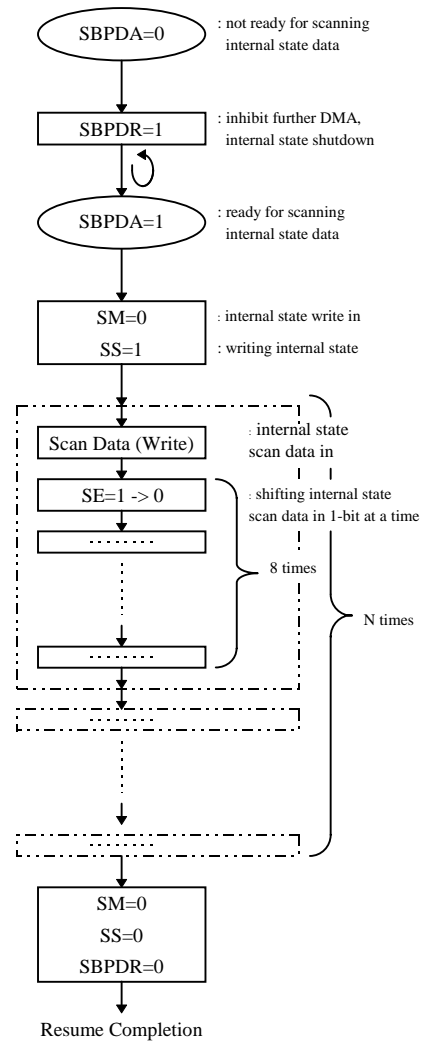 SBPDA=0
: not ready for scanning
internal state data
SBPDR=1
: inhibit further DMA,
internal state shutdown
SBPDA=1
: ready for scanning
internal state data
SM=0
: internal state write in
SS=1
: writing internal state
Scan Data (Write)
: internal state
scan data in
SE=1 -> 0
: shifting internal state
scan data in 1-bit at a time
8 times
N times
SM=0
SS=0
SBPDR=0
Resume Completion